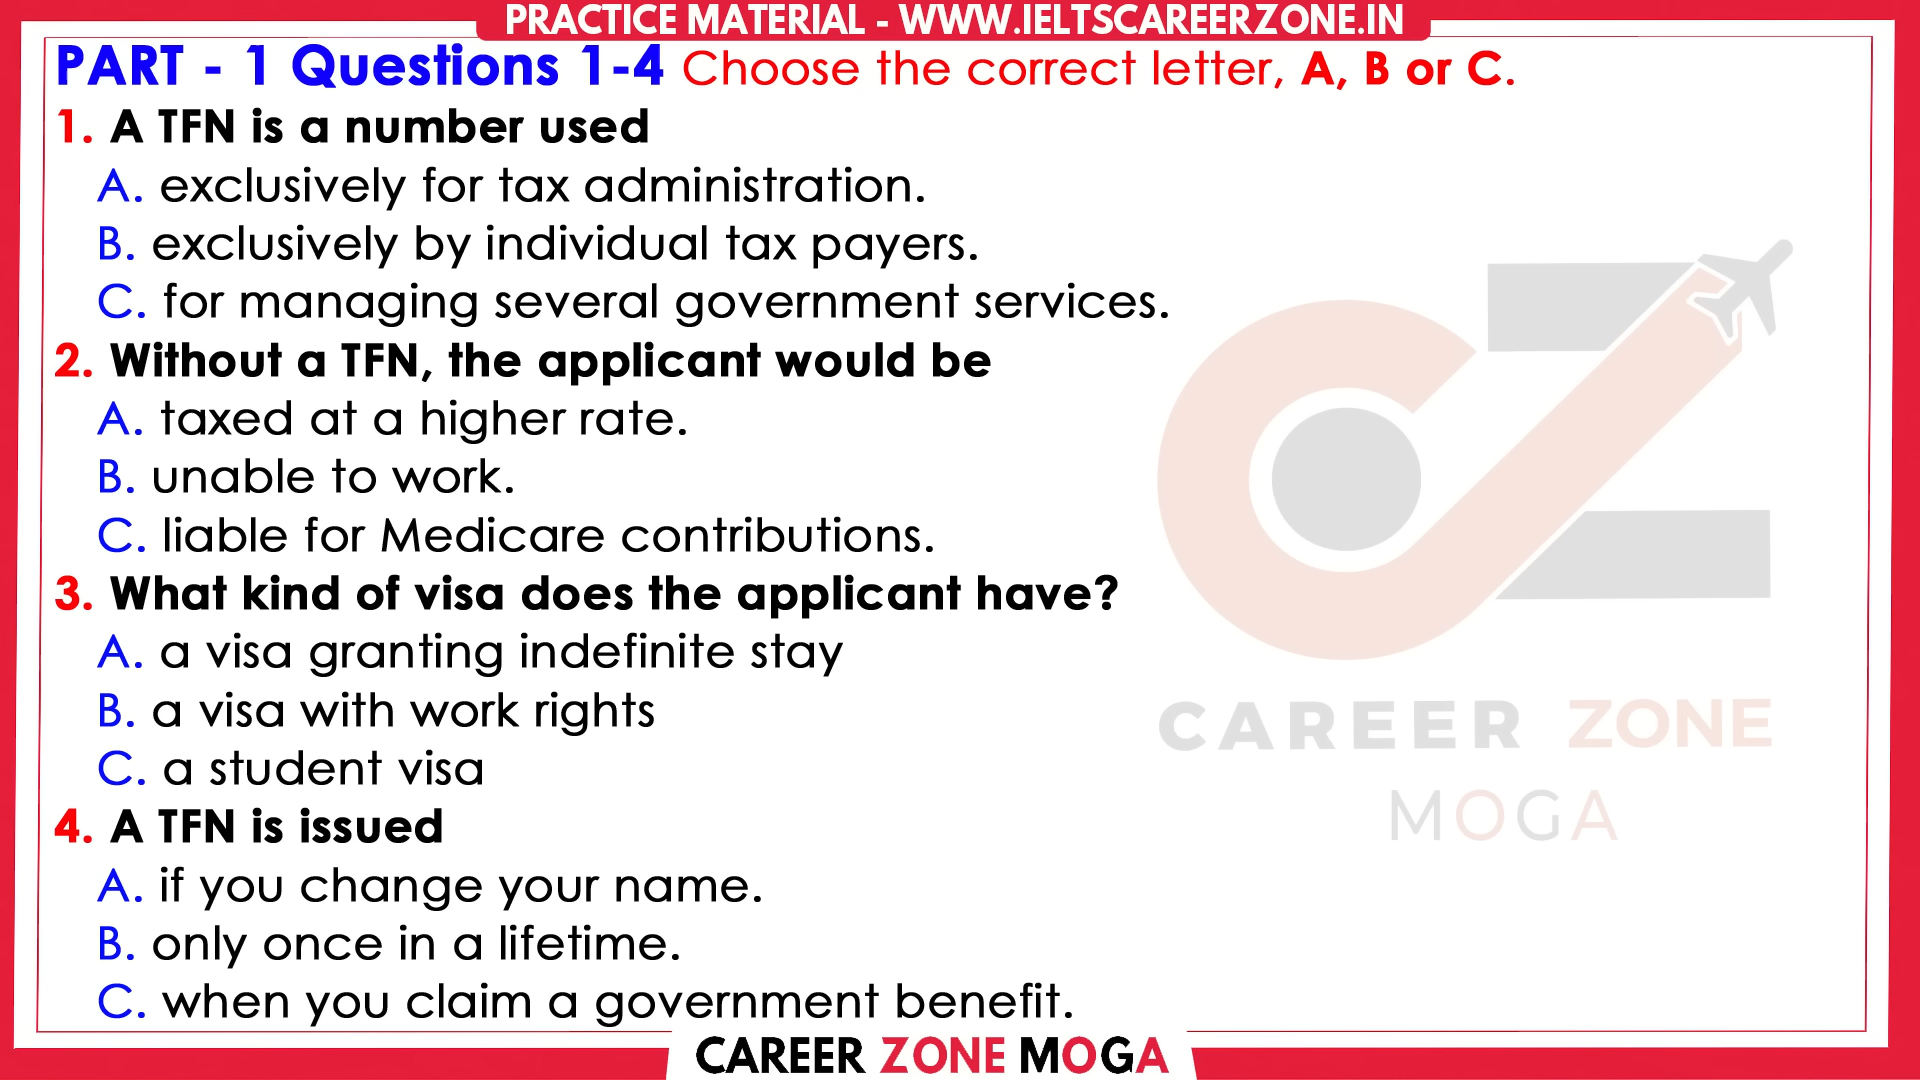 PRACTICE MATERIAL - WWW.IELTSCAREERZONE.IN
PART - 1 Questions 1-4 Choose the correct letter, A, B or C.
1. A TFN is a number used
A. exclusively for tax administration.
B. exclusively by individual tax payers.
C. for managing several government services.
2. Without a TFN, the applicant would be
A. taxed at a higher rate.
B. unable to work.
C. liable for Medicare contributions.
3. What kind of visa does the applicant have?
A. a visa granting indefinite stay
B. a visa with work rights
C. a student visa
4. A TFN is issued
A. if you change your name.
B. only once in a lifetime.
C. when you claim a government benefit.
CAREER ZONE
MOGA
CAREER ZONE MOGA